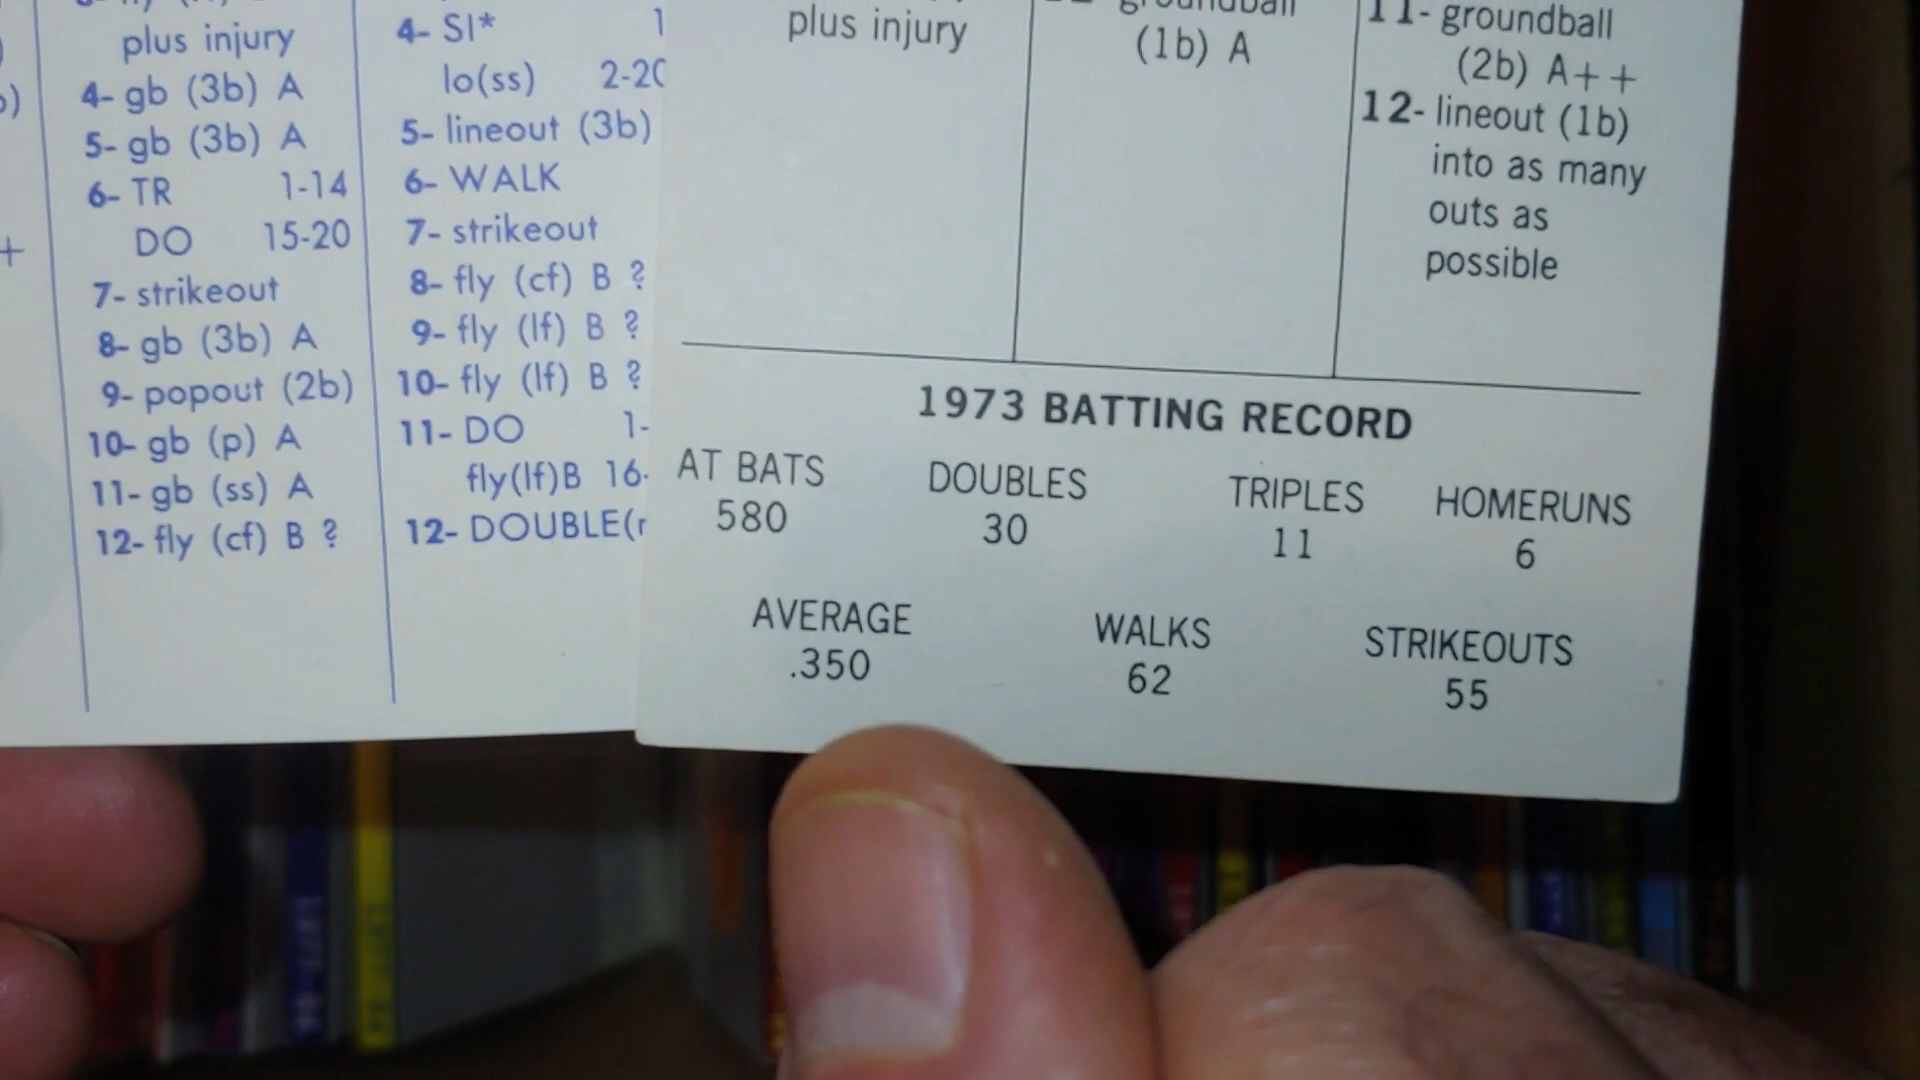 plus injury
4- gb (3b) A
5- gb (3b) A
6- TR 1-14
DO 15-20
7- strikeout
8- gb (3b) A
9- popout (2b)
10- gb (p) A
11- gb (ss) A
12- fly (cf) B ?
4- SI* 1
lo(ss) 2-20
5- lineout (3b)
6- WALK
7- strikeout
8- fly (cf) B ?
9- fly (lf) B ?
10- fly (lf) B ?
11- DO 1-
fly(lf)B 16-
12- DOUBLE(r
plus injury
groundball
(1b) A
11- groundball
(2b) A++
12- lineout (1b)
into as many
outs as
possible
1973 BATTING RECORD
AT BATS DOUBLES TRIPLES HOMERUNS
580 30 11 6
AVERAGE WALKS STRIKEOUTS
.350 62 55